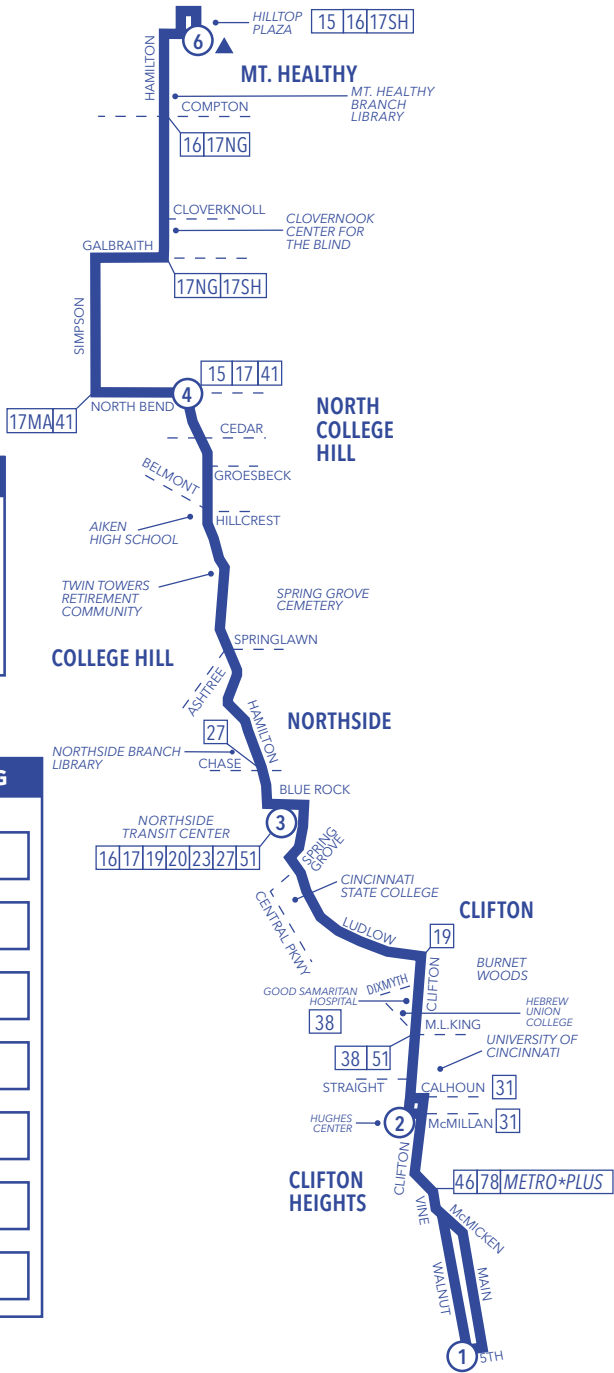 HILLTOP
PLAZA
15 16 17SH
6
HAMILTON
MT. HEALTHY
MT. HEALTHY
BRANCH
LIBRARY
COMPTON
16 17NG
CLOVERKNOLL
CLOVERNOOK
CENTER FOR
THE BLIND
GALBRAITH
17NG 17SH
SIMPSON
15 17 41
4
NORTH BEND
17MA 41
NORTH
COLLEGE
HILL
CEDAR
BELMONT
GROESBECK
HILLCREST
AIKEN
HIGH SCHOOL
TWIN TOWERS
RETIREMENT
COMMUNITY
SPRING GROVE
CEMETERY
SPRINGLAWN
COLLEGE HILL
ASHTREE
HAMILTON
NORTHSIDE
27
NORTHSIDE BRANCH
LIBRARY
CHASE
G
BLUE ROCK
3
NORTHSIDE
TRANSIT CENTER
16 17 19 20 23 27 51
SPRING
GROVE
CINCINNATI
STATE COLLEGE
CENTRAL PKWY
LUDLOW
CLIFTON
19
CLIFTON
BURNET
WOODS
DIXMYTH
GOOD SAMARITAN
HOSPITAL
38
HEBREW
UNION
COLLEGE
M.L.KING
UNIVERSITY OF
CINCINNATI
38 51
STRAIGHT
CALHOUN 31
HUGHES
CENTER
2
McMILLAN 31
CLIFTON
CLIFTON
HEIGHTS
46 78 METRO*PLUS
VINE
McMICKEN
WALNUT
MAIN
1
5TH